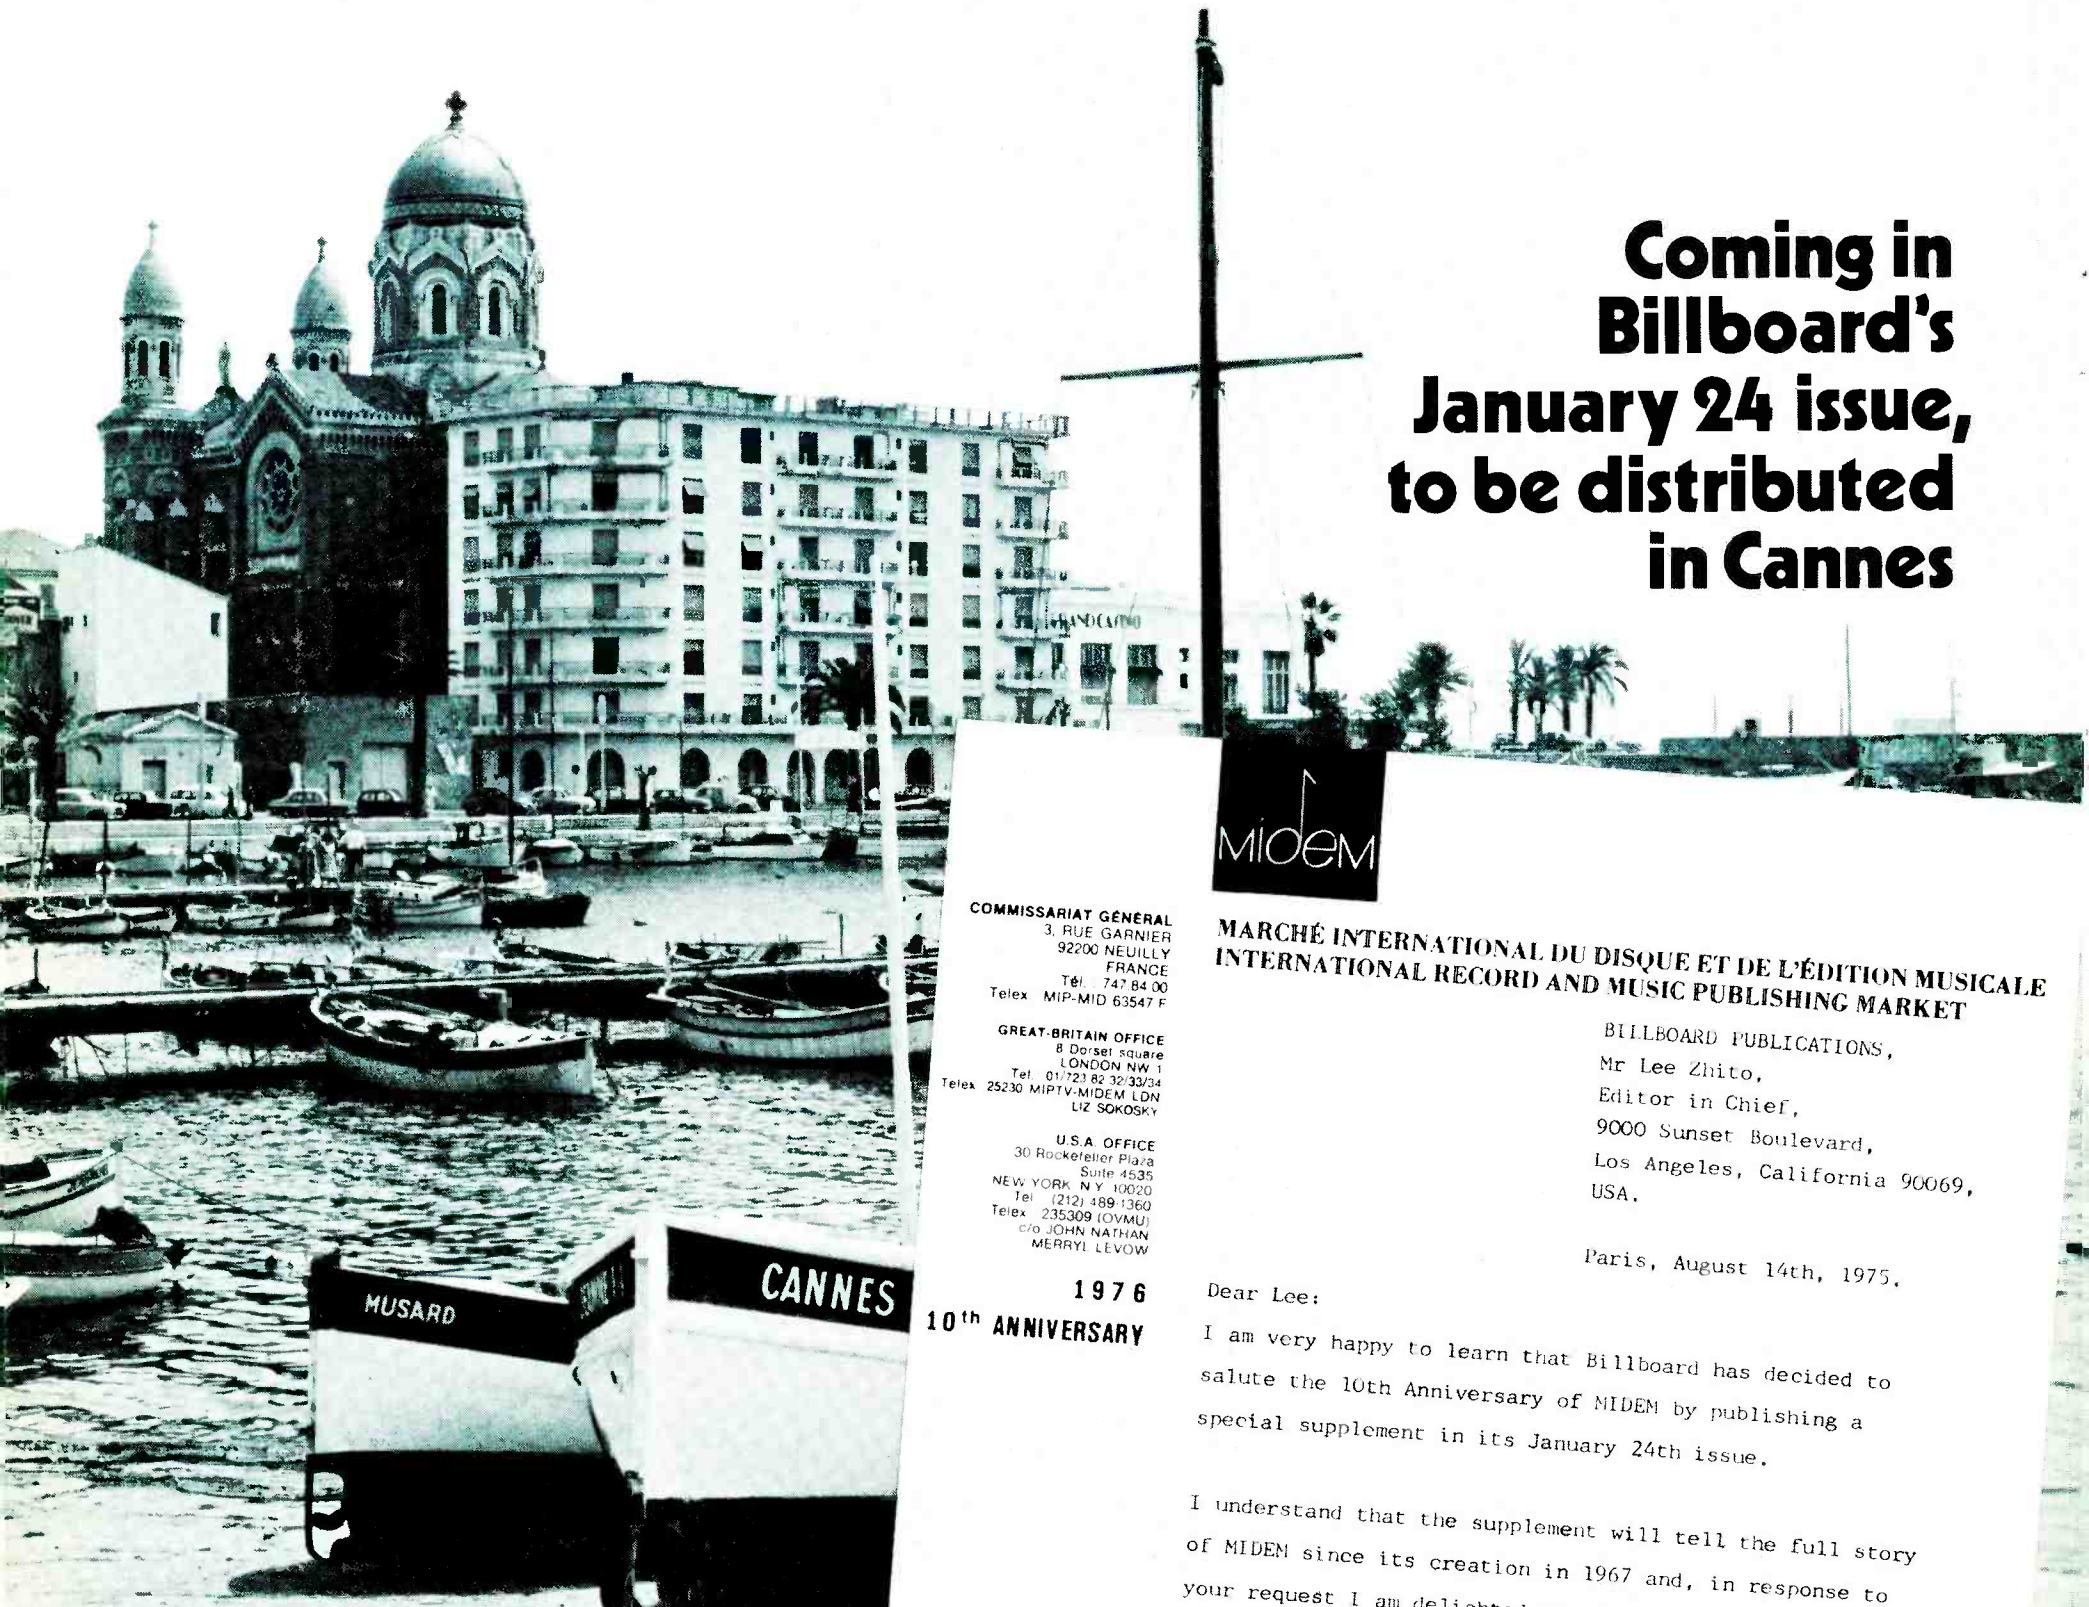 Coming in
Billboard's
January 24 issue,
to be distributed
in Cannes
MIDEM
COMMISSARIAT GÉNÉRAL
3, RUE GARNIER
92200 NEUILLY
FRANCE
Tél. : 747 84 00
Telex MIP-MID 63547 F
GREAT-BRITAIN OFFICE
8 Dorset square
LONDON NW 1
Tel. 01/723 82 32/33/34
Telex 25230 MIPTV-MIDEM LDN
LIZ SOKOSKY
U.S.A. OFFICE
30 Rockefeller Plaza
Suite 4535
NEW YORK N Y 10020
Tel (212) 489-1360
Telex 235309 (OVMU)
c/o JOHN NATHAN
MERRYL LEVOW
1976
10th ANNIVERSARY
MARCHÉ INTERNATIONAL DU DISQUE ET DE L'ÉDITION MUSICALE
INTERNATIONAL RECORD AND MUSIC PUBLISHING MARKET
BILLBOARD PUBLICATIONS,
Mr Lee Zhito,
Editor in Chief,
9000 Sunset Boulevard,
Los Angeles, California 90069,
USA.
Paris, August 14th, 1975.
Dear Lee:
I am very happy to learn that Billboard has decided to
salute the 10th Anniversary of MIDEM by publishing a
special supplement in its January 24th issue.
I understand that the supplement will tell the full story
of MIDEM since its creation in 1967 and, in response to
your request I am
MUSARD
CANNES